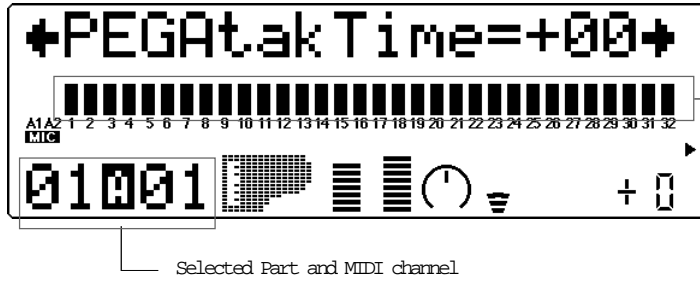 PEGAtakTime=+00
A1 A2 1 2 3 4 5 6 7 8 9 10 11 12 13 14 15 16 17 18 19 20 21 22 23 24 25 26 27 28 29 30 31 32
MIC
01A01 + 0
Selected Part and MIDI channel